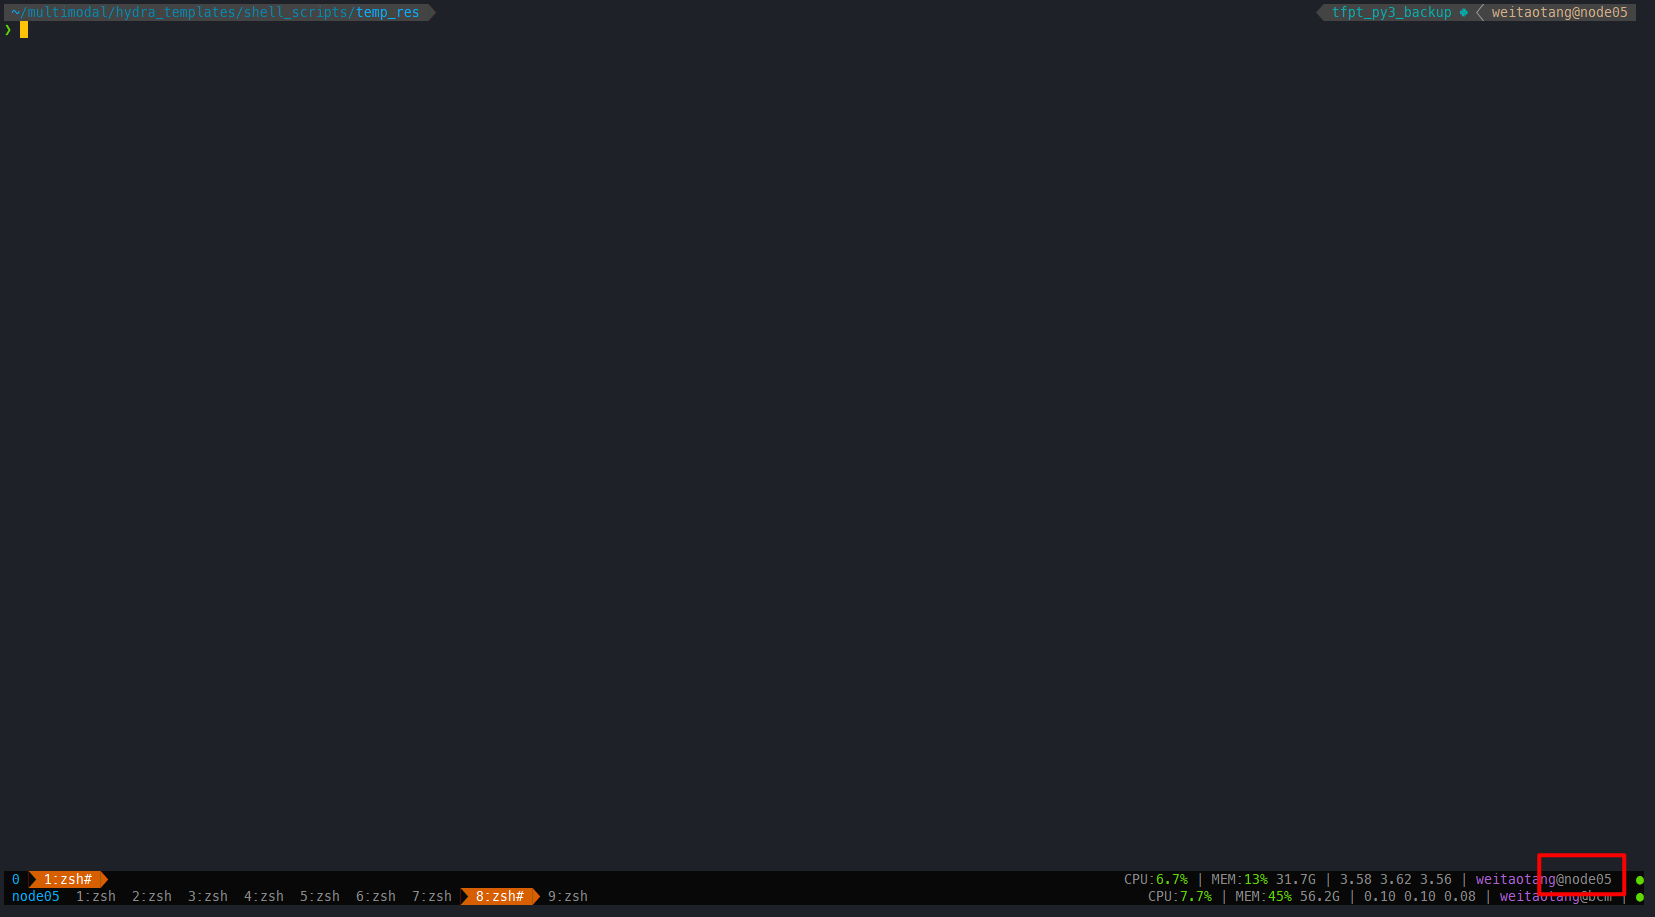 ~/multimodal/hydra_templates/shell_scripts/temp_res tfpt_py3_backup weitaotang@node05
❯
0 1:zsh# CPU:6.7% | MEM:13% 31.7G | 3.58 3.62 3.56 | weitaotang@node05 ●
node05 1:zsh 2:zsh 3:zsh 4:zsh 5:zsh 6:zsh 7:zsh 8:zsh# 9:zsh CPU:7.7% | MEM:45% 56.2G | 0.10 0.10 0.08 | weitaotang@bcm | ●